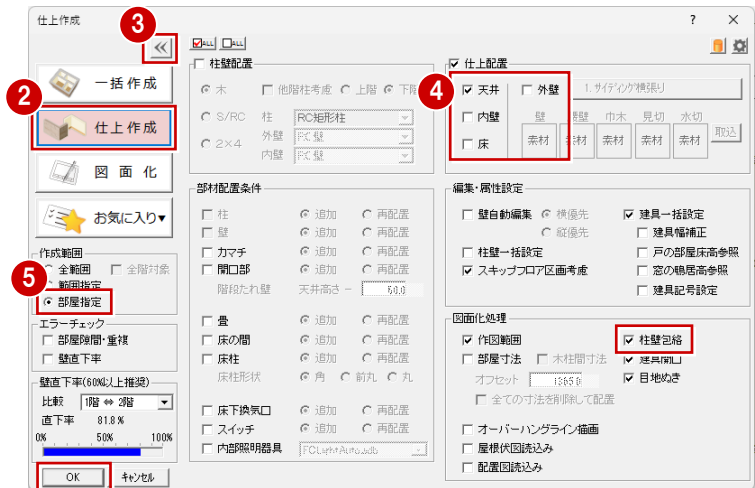 仕上作成
? ×
3
«
一括作成
2
仕上作成
図 面 化
お気に入り▼
作成範囲
全範囲 全階対象
範囲指定
5
部屋指定
エラーチェック
部屋隙間・重複
壁直下率
壁直下率(60%以上推奨)
比較 1階 ⇔ 2階
直下率 81.8 %
0% 50% 100%
OK キャンセル
ALL ALL
柱壁配置
木 他階柱考慮 上階 下階
S/RC 柱 RC矩形柱
外壁 RC壁
2×4
内壁 RC壁
部材配置条件
柱 追加 再配置
壁 追加 再配置
カマチ 追加 再配置
開口部 追加 再配置
階段たれ壁 天井高さ - 50.0
畳 追加 再配置
床の間 追加 再配置
床柱 追加 再配置
床柱形状 角 前丸 丸
床下換気口 追加 再配置
スイッチ 追加 再配置
内部照明器具 FCLightAuto.vdb
仕上配置
4
天井 外壁 1. サイディング横張り
内壁 壁 腰壁 巾木 見切 水切
床 素材 素材 素材 素材 素材 取込
編集・属性設定
壁自動編集 横優先 建具一括設定
縦優先 建具幅補正
柱壁一括設定 戸の部屋床高参照
スキップフロア区画考慮 窓の鴨居高参照
建具記号設定
図面化処理
作図範囲 柱壁包絡
部屋寸法 木柱間寸法 建具開口
オフセット 1365.0 目地ぬき
全ての寸法を削除して配置
オーバーハングライン描画
屋根伏図読込み
配置図読込み